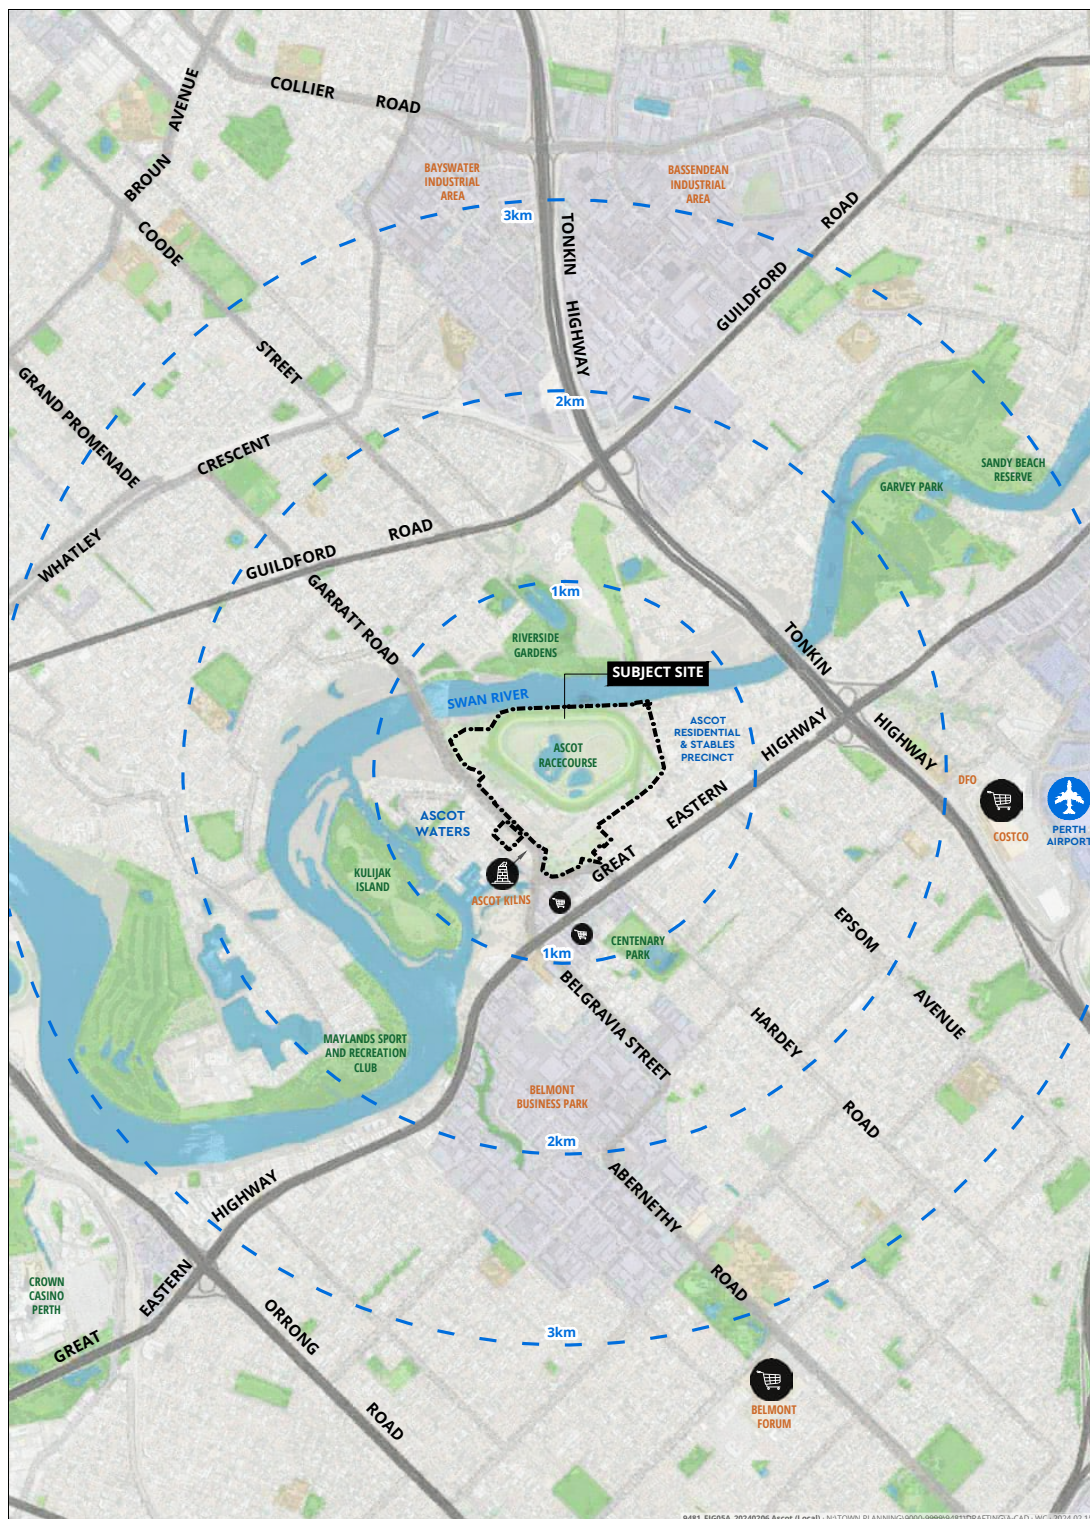 COLLIER ROAD
BROUN AVENUE
BAYSWATER
INDUSTRIAL
AREA
BASSENDEAN
INDUSTRIAL
AREA
3km
TONKIN HIGHWAY
GUILDFORD ROAD
COODE STREET
GRAND PROMENADE
2km
WHATLEY CRESCENT
SANDY BEACH
RESERVE
GARVEY PARK
GUILDFORD ROAD
GARRATT ROAD
1km
RIVERSIDE
GARDENS
SUBJECT SITE
SWAN RIVER
TONKIN HIGHWAY
ASCOT
RESIDENTIAL
& STABLES
PRECINCT
ASCOT
RACECOURSE
GREAT EASTERN HIGHWAY
DFO
COSTCO
PERTH
AIRPORT
ASCOT
WATERS
KULIJAK
ISLAND
ASCOT KILNS
CENTENARY
PARK
1km
EPSOM AVENUE
BELGRAVIA STREET
HARDEY ROAD
MAYLANDS SPORT
AND RECREATION
CLUB
BELMONT
BUSINESS PARK
2km
ABERNETHY ROAD
GREAT EASTERN HIGHWAY
CROWN
CASINO
PERTH
ORRONG ROAD
3km
BELMONT
FORUM